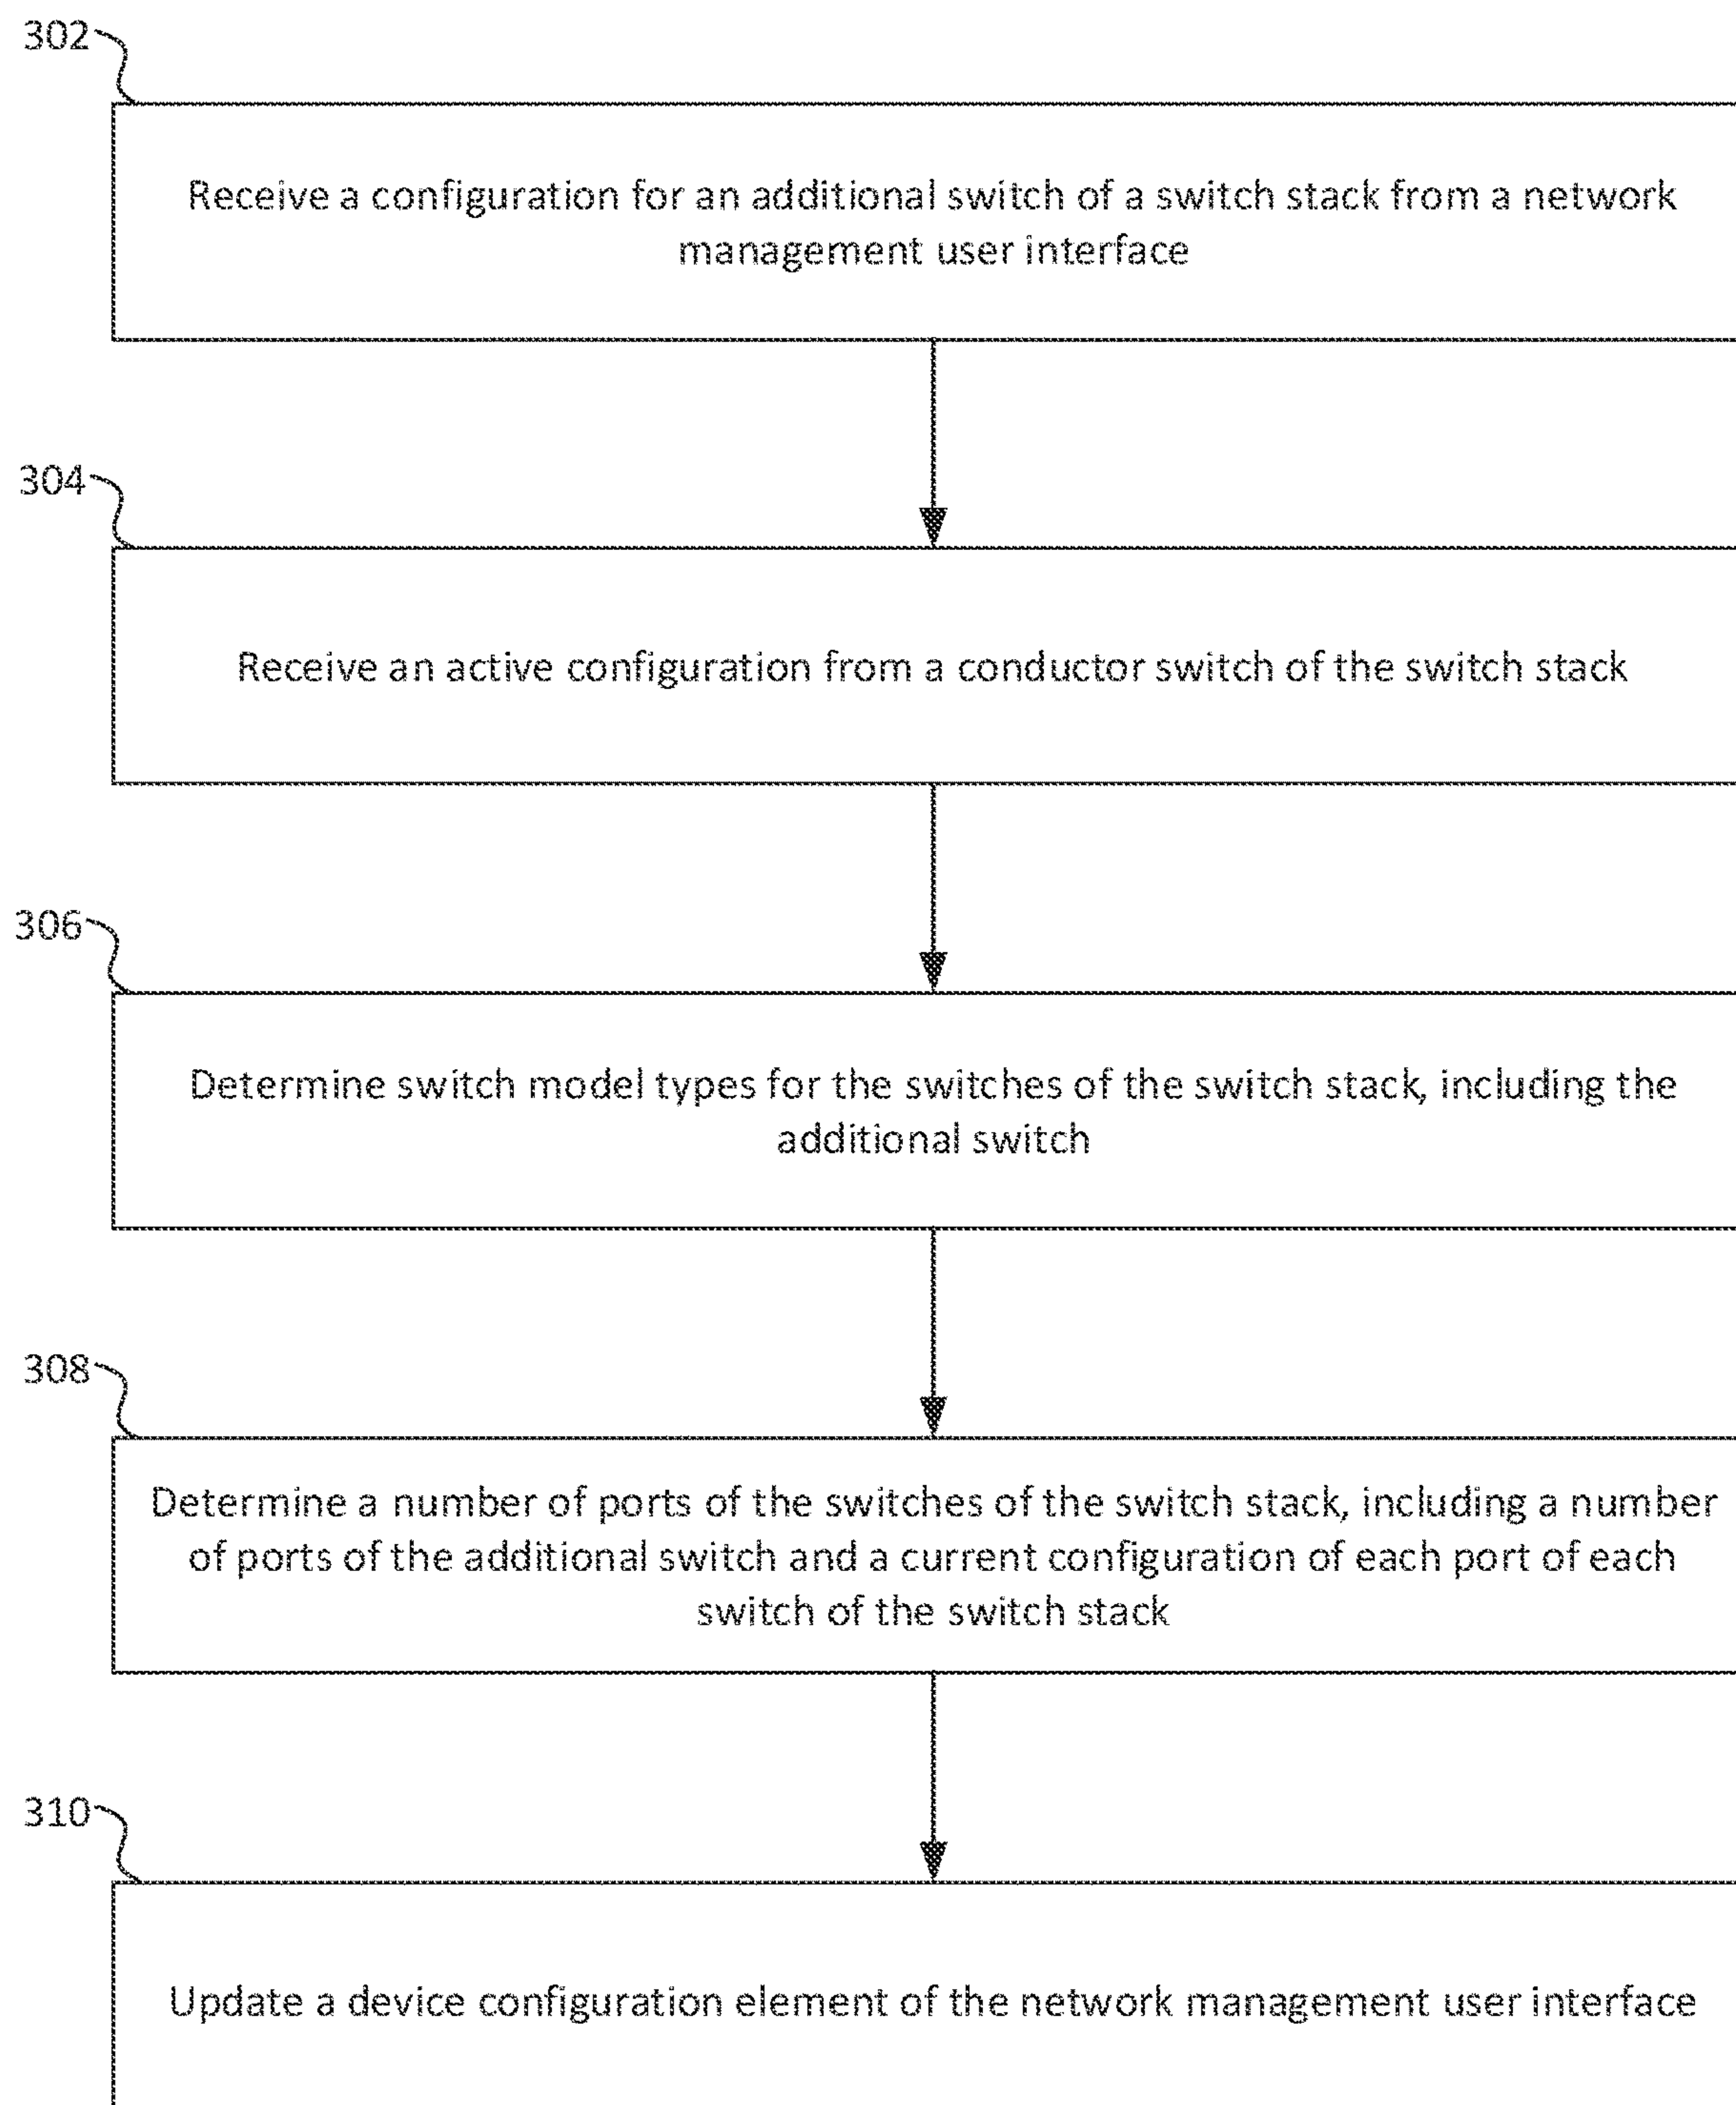 302
Receive a configuration for an additional switch of a switch stack from a network
management user interface
304
Receive an active configuration from a conductor switch of the switch stack
306
Determine switch model types for the switches of the switch stack, including the
additional switch
308
Determine a number of ports of the switches of the switch stack, including a number
of ports of the additional switch and a current configuration of each port of each
switch of the switch stack
310
Update a device configuration element of the network management user interface